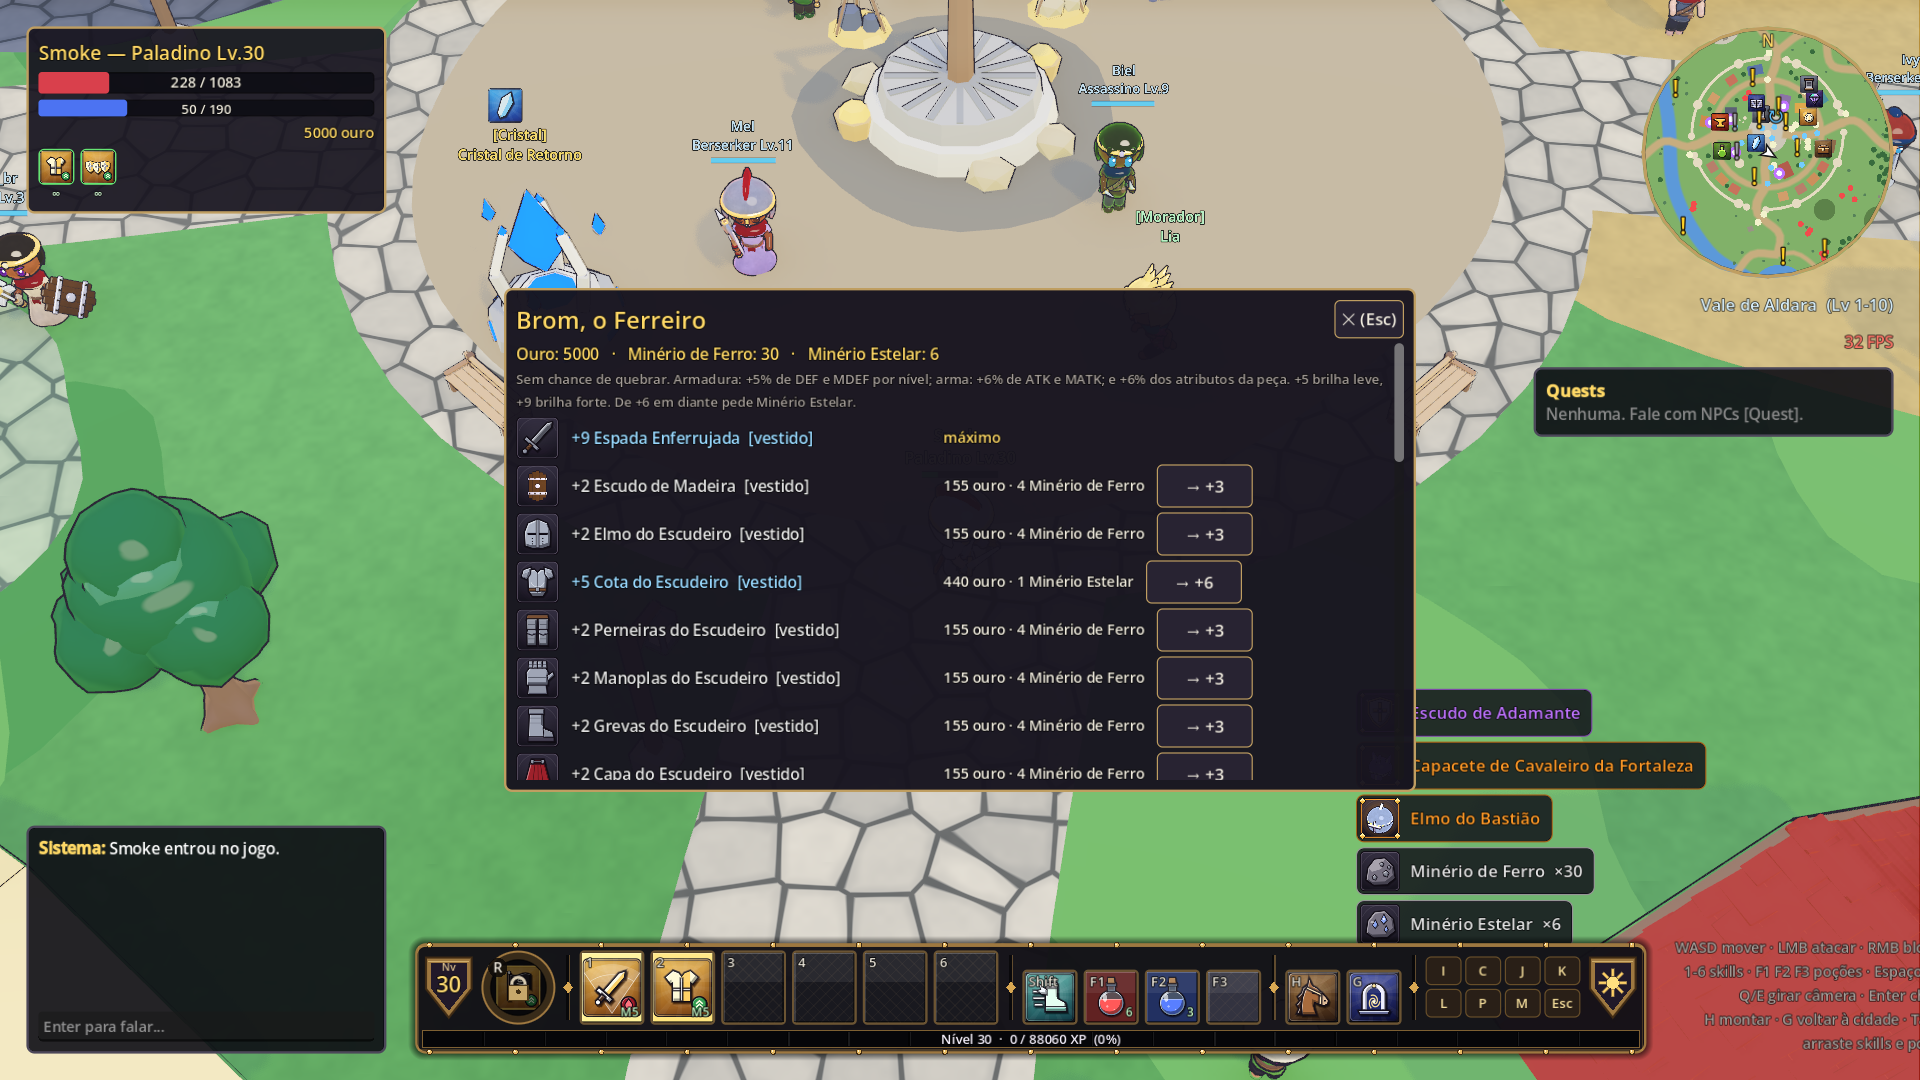 Smoke — Paladino Lv.30
228 / 1083
50 / 190
5000 ouro
∞ ∞
br
Lv.3
[Cristal]
Cristal de Retorno
Mel
Berserker Lv.11
Biel
Assassino Lv.9
[Morador]
Lia
Ivy
Berserke
N
Vale de Aldara (Lv 1-10)
32 FPS
Quests
Nenhuma. Fale com NPCs [Quest].
Brom, o Ferreiro
(Esc)
Ouro: 5000 · Minério de Ferro: 30 · Minério Estelar: 6
Sem chance de quebrar. Armadura: +5% de DEF e MDEF por nível; arma: +6% de ATK e MATK; e +6% dos atributos da peça. +5 brilha leve,
+9 brilha forte. De +6 em diante pede Minério Estelar.
+9 Espada Enferrujada [vestido] máximo
+2 Escudo de Madeira [vestido] 155 ouro · 4 Minério de Ferro → +3
+2 Elmo do Escudeiro [vestido] 155 ouro · 4 Minério de Ferro → +3
+5 Cota do Escudeiro [vestido] 440 ouro · 1 Minério Estelar → +6
+2 Perneiras do Escudeiro [vestido] 155 ouro · 4 Minério de Ferro → +3
+2 Manoplas do Escudeiro [vestido] 155 ouro · 4 Minério de Ferro → +3
+2 Grevas do Escudeiro [vestido] 155 ouro · 4 Minério de Ferro → +3
+2 Capa do Escudeiro [vestido] 155 ouro · 4 Minério de Ferro → +3
Escudo de Adamante
Capacete de Cavaleiro da Fortaleza
Elmo do Bastião
Minério de Ferro ×30
Minério Estelar ×6
Sistema: Smoke entrou no jogo.
Enter para falar...
Nv
30
R
1 M5
2 M5
3
4
5
6
Shift
F1 6
F2 3
F3
H
G
I C J K
L P M Esc
Nível 30 · 0 / 88060 XP (0%)
WASD mover · LMB atacar · RMB blo
1-6 skills · F1 F2 F3 poções · Espaço
Q/E girar câmera · Enter c
H montar · G voltar à cidade · T
arraste skills e po